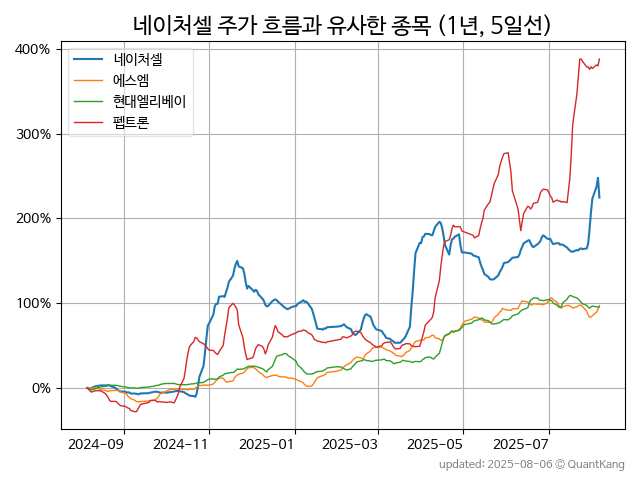 네이처셀 주가 흐름과 유사한 종목 (1년, 5일선)
400%
300%
200%
100%
0%
네이처셀
에스엠
현대엘리베이
펩트론
2024-09 2024-11 2025-01 2025-03 2025-05 2025-07
updated: 2025-08-06 © QuantKang